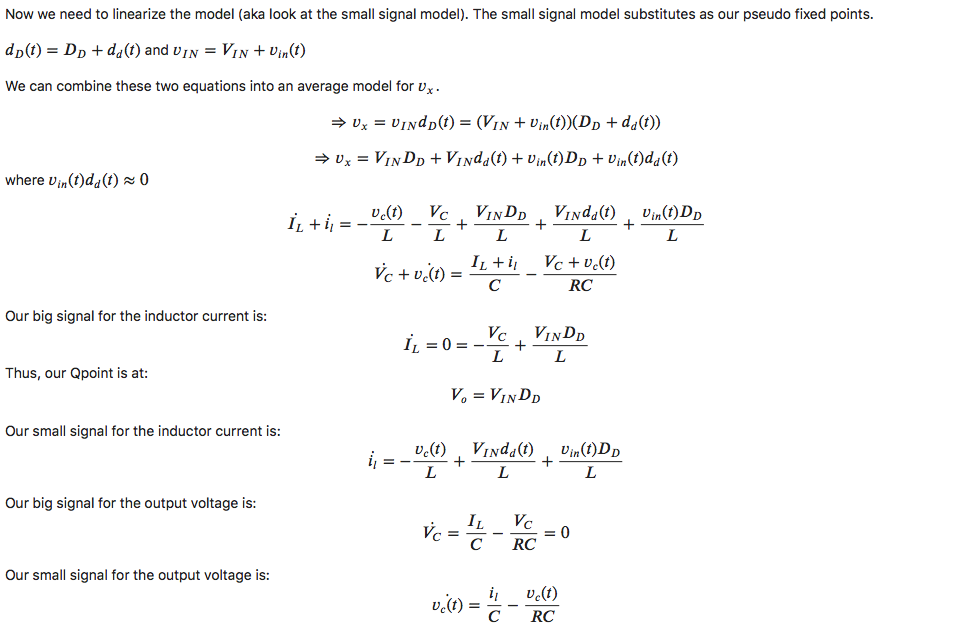 Now we need to linearize the model (aka look at the small signal model). The small signal model substitutes as our pseudo fixed points.
d_D(t) = D_D + d_d(t) and v_{IN} = V_{IN} + v_{in}(t)
We can combine these two equations into an average model for v_x.
⇒ v_x = v_{IN}d_D(t) = (V_{IN} + v_{in}(t))(D_D + d_d(t))
⇒ v_x = V_{IN}D_D + V_{IN}d_d(t) + v_{in}(t)D_D + v_{in}(t)d_d(t)
where v_{in}(t)d_d(t) ≈ 0
\dot{I_L} + \dot{i_l} = -\frac{v_c(t)}{L} - \frac{V_C}{L} + \frac{V_{IN}D_D}{L} + \frac{V_{IN}d_d(t)}{L} + \frac{v_{in}(t)D_D}{L}
\dot{V_C} + \dot{v_c(t)} = \frac{I_L + i_l}{C} - \frac{V_C + v_c(t)}{RC}
Our big signal for the inductor current is:
\dot{I_L} = 0 = -\frac{V_C}{L} + \frac{V_{IN}D_D}{L}
Thus, our Qpoint is at:
V_o = V_{IN}D_D
Our small signal for the inductor current is:
\dot{i_l} = -\frac{v_c(t)}{L} + \frac{V_{IN}d_d(t)}{L} + \frac{v_{in}(t)D_D}{L}
Our big signal for the output voltage is:
\dot{V_C} = \frac{I_L}{C} - \frac{V_C}{RC} = 0
Our small signal for the output voltage is:
\dot{v_c(t)} = \frac{i_l}{C} - \frac{v_c(t)}{RC}